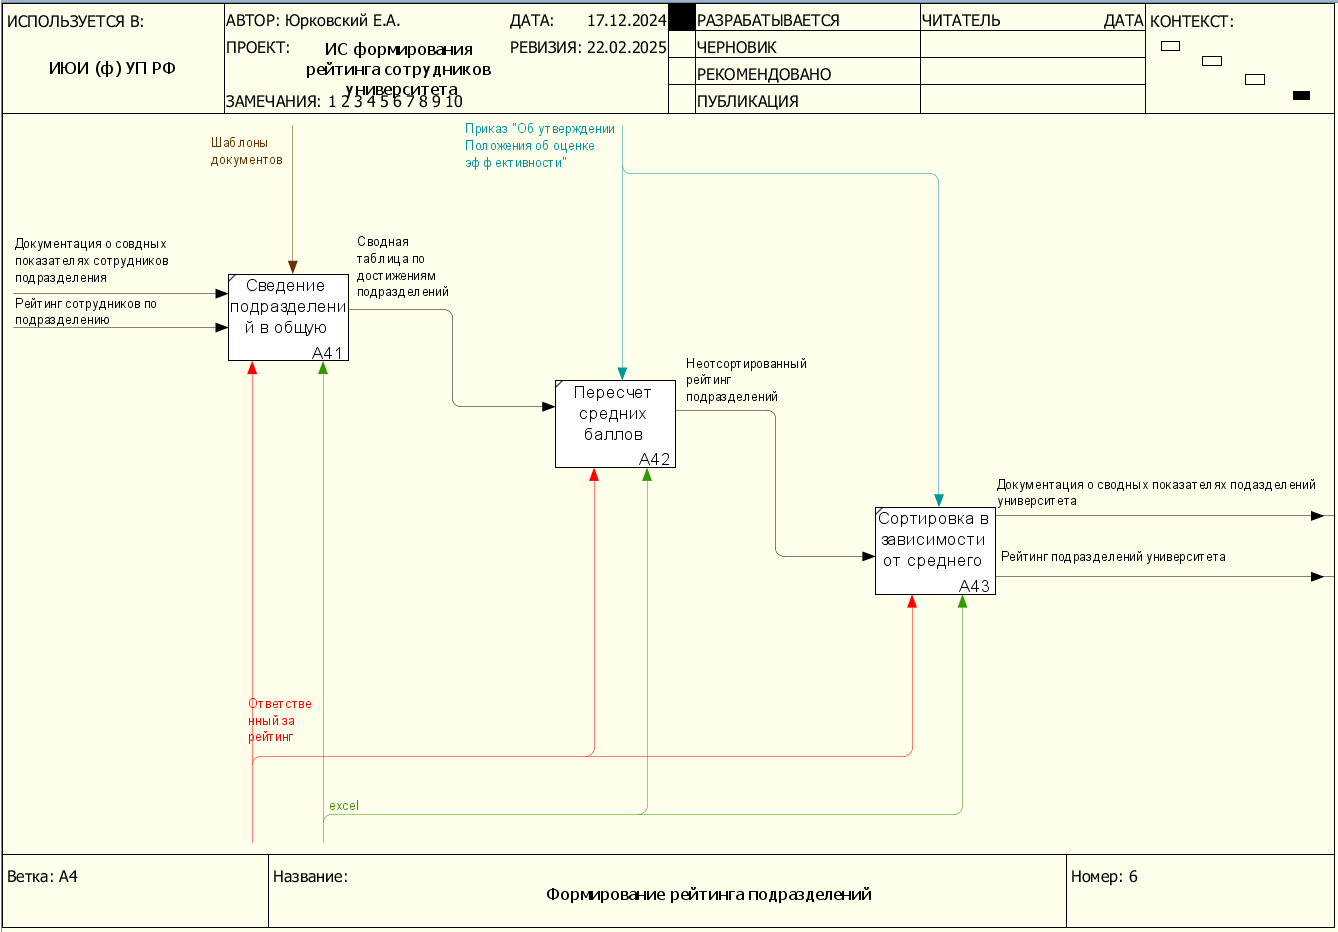 ИСПОЛЬЗУЕТСЯ В:
ИЮИ (ф) УП РФ
АВТОР: Юрковский Е.А.
ДАТА: 17.12.2024
ПРОЕКТ:
ИС формирования
рейтинга сотрудников
университета
РЕВИЗИЯ: 22.02.2025
ЗАМЕЧАНИЯ: 1 2 3 4 5 6 7 8 9 10
РАЗРАБАТЫВАЕТСЯ
ЧЕРНОВИК
РЕКОМЕНДОВАНО
ПУБЛИКАЦИЯ
ЧИТАТЕЛЬ ДАТА
КОНТЕКСТ:
Шаблоны
документов
Приказ "Об утверждении
Положения об оценке
эффективности"
Документация о совдных
показателях сотрудников
подразделения
Рейтинг сотрудников по
подразделению
Сведение
подразделени
й в общую
A41
Сводная
таблица по
достижениям
подразделений
Пересчет
средних
баллов
A42
Неотсортированный
рейтинг
подразделений
Сортировка в
зависимости
от среднего
A43
Документация о сводных показателях подазделений
университета
Рейтинг подразделений университета
Ответстве
нный за
рейтинг
excel
Ветка: A4
Название:
Формирование рейтинга подразделений
Номер: 6